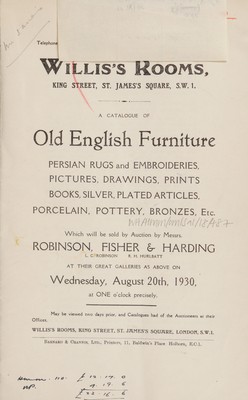 Telephone
WILLIS'S ROOMS,
KING STREET, ST. JAMES'S SQUARE, S.W. 1.
A CATALOGUE OF
Old English Furniture
PERSIAN RUGS and EMBROIDERIES,
PICTURES, DRAWINGS, PRINTS
BOOKS, SILVER, PLATED ARTICLES,
PORCELAIN, POTTERY, BRONZES, Etc.
Which will be sold by Auction by Messrs.
ROBINSON, FISHER & HARDING
L. C. ROBINSON R. H. HURLBATT
AT THEIR GREAT GALLERIES AS ABOVE ON
Wednesday, August 20th, 1930,
at ONE o'clock precisely.
May be viewed two days prior, and Catalogues had of the Auctioneers at their
Offices.
WILLIS'S ROOMS, KING STREET, ST. JAMES'S SQUARE, LONDON, S.W.1.